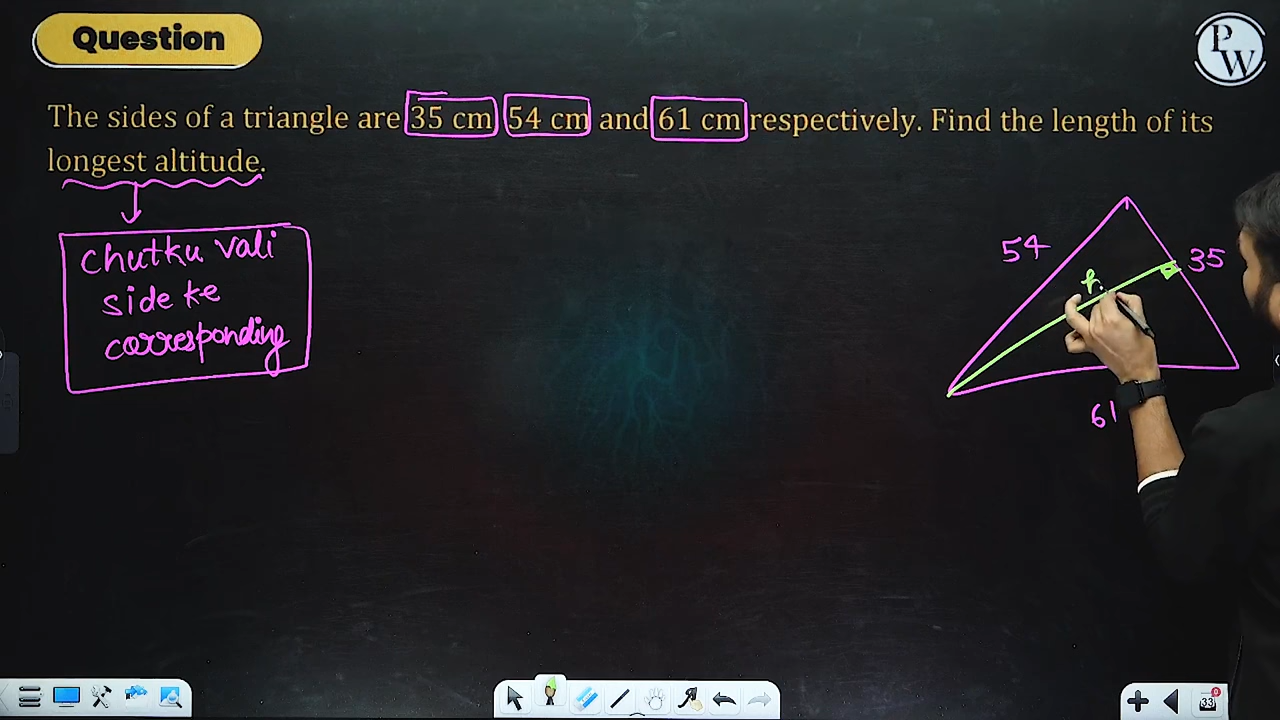 Question
PW
The sides of a triangle are 35 cm 54 cm and 61 cm respectively. Find the length of its
longest altitude.
chutku vali
side ke
corresponding
54
35
h
61
33